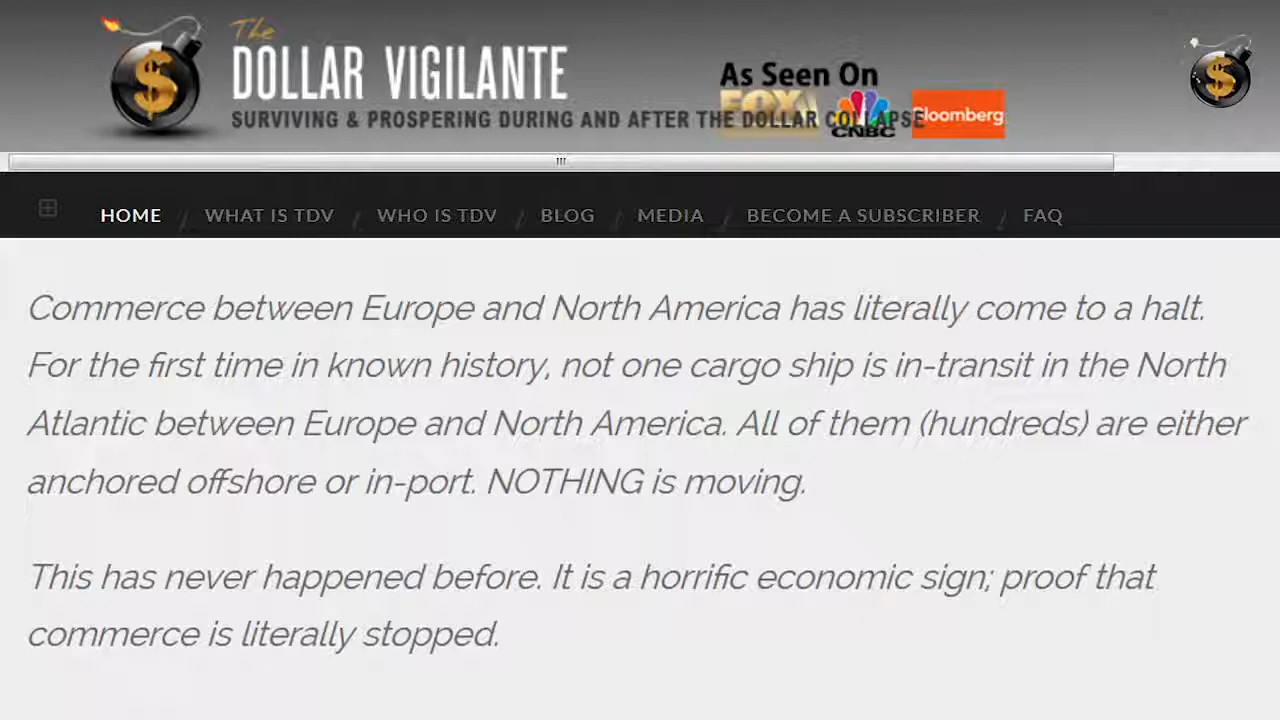 The
DOLLAR VIGILANTE
SURVIVING & PROSPERING DURING AND AFTER THE DOLLAR COLLAPSE
As Seen On
FOX
CNBC
Bloomberg
HOME / WHAT IS TDV / WHO IS TDV / BLOG / MEDIA / BECOME A SUBSCRIBER / FAQ
Commerce between Europe and North America has literally come to a halt.
For the first time in known history, not one cargo ship is in-transit in the North
Atlantic between Europe and North America. All of them (hundreds) are either
anchored offshore or in-port. NOTHING is moving.
This has never happened before. It is a horrific economic sign; proof that
commerce is literally stopped.